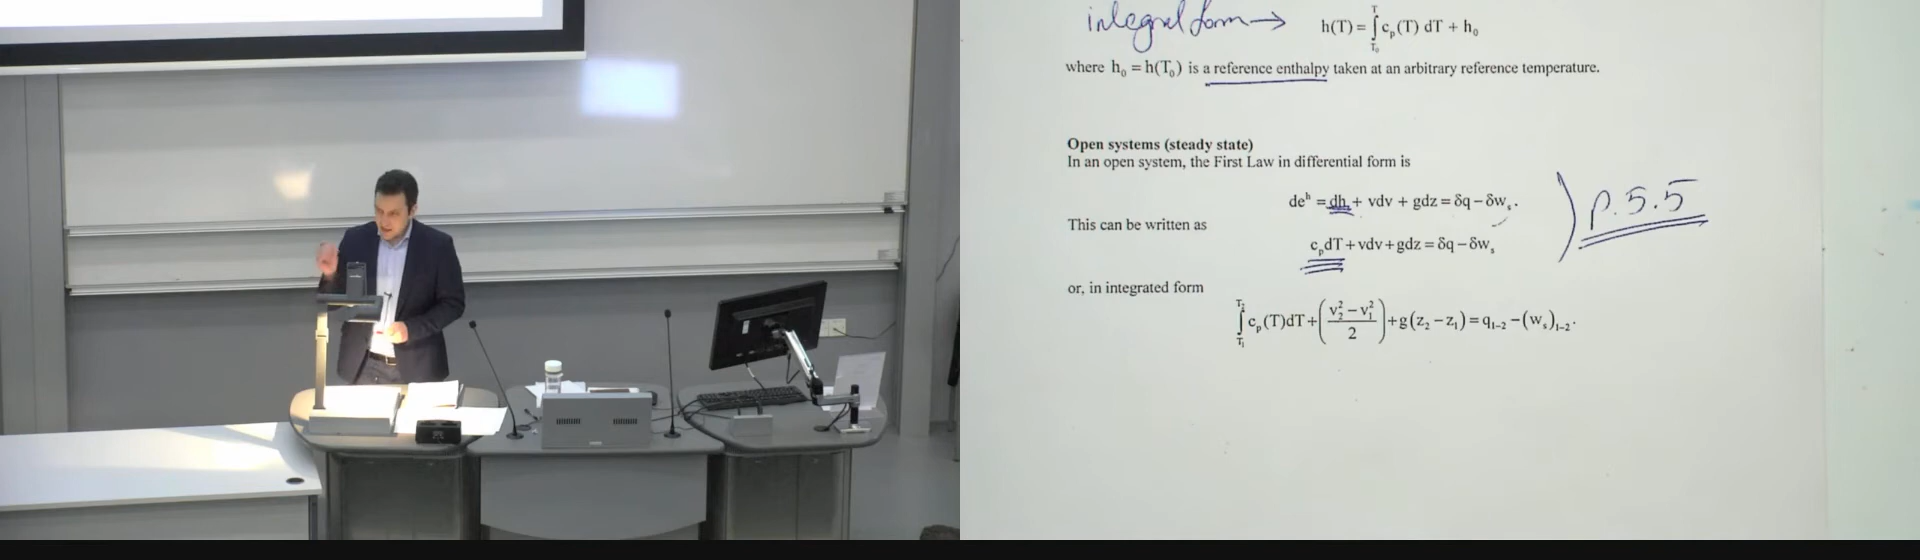 integral form → h(T) = ∫_{T₀}^{T} c_p(T) dT + h₀
where h₀ = h(T₀) is a reference enthalpy taken at an arbitrary reference temperature.
Open systems (steady state)
In an open system, the First Law in differential form is
deʰ = dh + vdv + gdz = δq − δw_s.
p. 5.5
This can be written as
c_p dT + vdv + gdz = δq − δw_s
or, in integrated form
∫_{T₁}^{T₂} c_p(T)dT + ((v₂² − v₁²)/2) + g(z₂ − z₁) = q₁₋₂ − (w_s)₁₋₂.